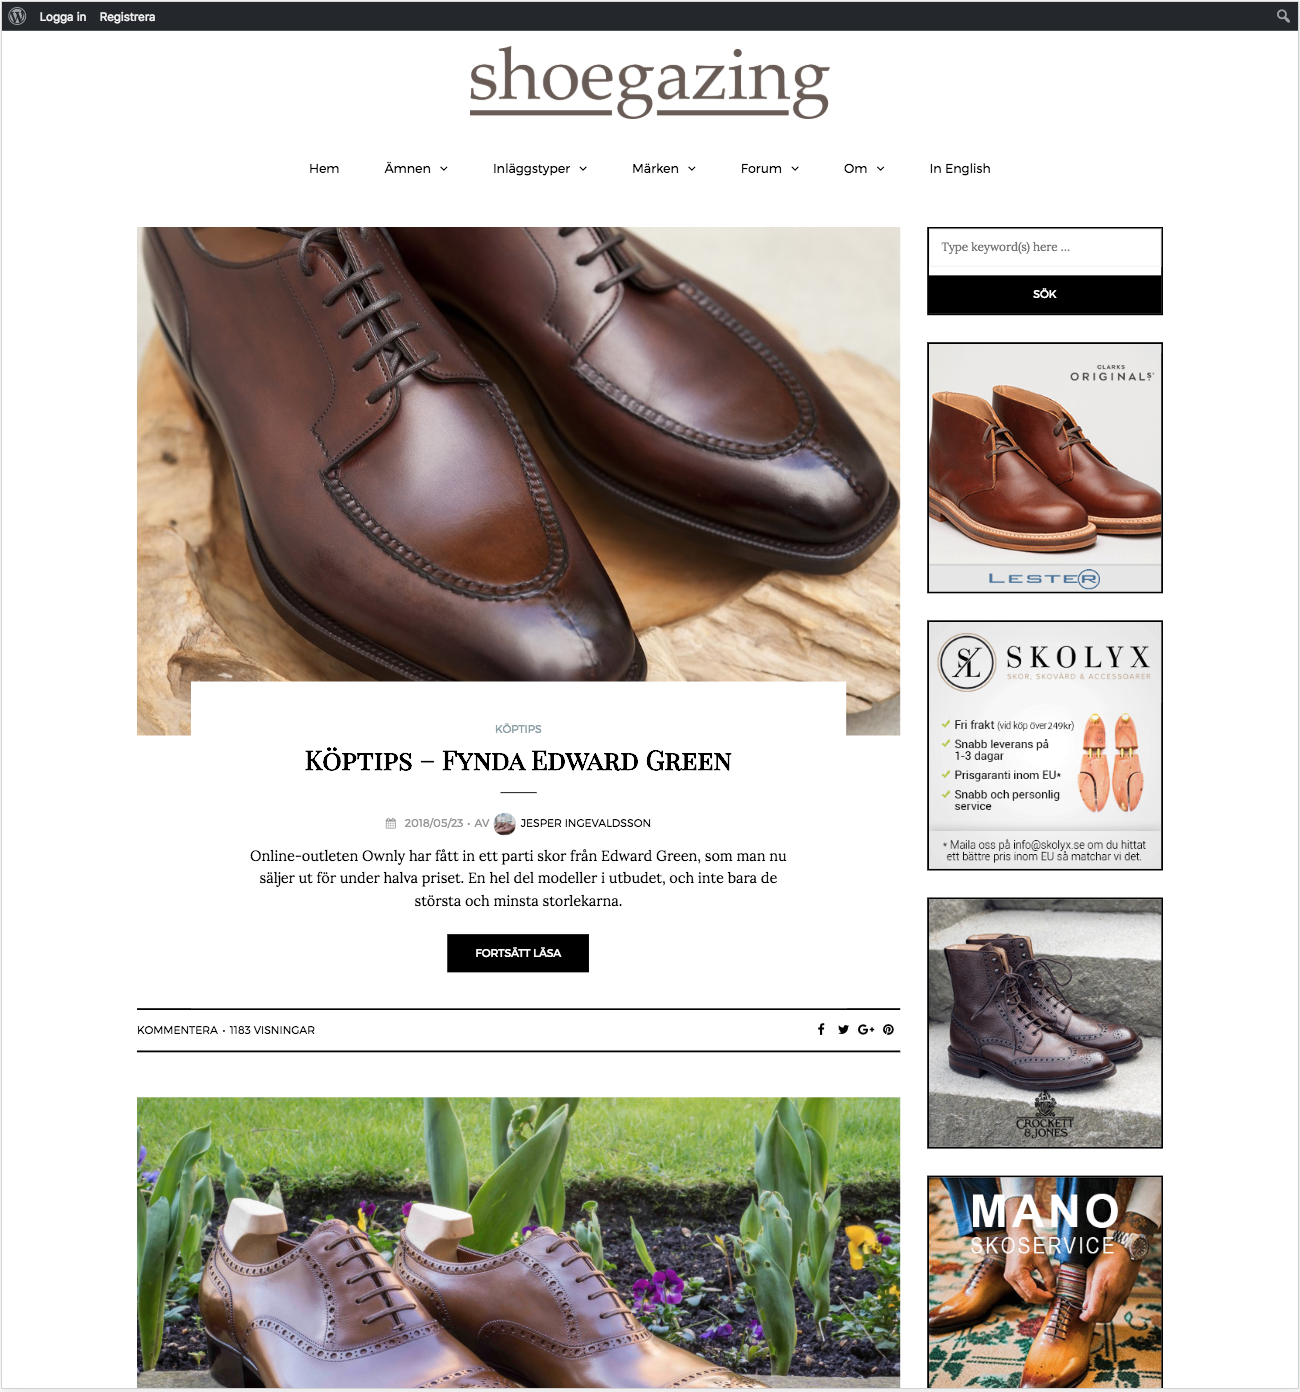 Logga in Registrera
shoegazing
Hem Ämnen Inläggstyper Märken Forum Om In English
KÖPTIPS
KÖPTIPS – FYNDA EDWARD GREEN
2018/05/23 • AV JESPER INGEVALDSSON
Online-outleten Ownly har fått in ett parti skor från Edward Green, som man nu
säljer ut för under halva priset. En hel del modeller i utbudet, och inte bara de
största och minsta storlekarna.
FORTSÄTT LÄSA
KOMMENTERA • 1183 VISNINGAR
Type keyword(s) here ...
SÖK
CLARKS
ORIGINALS
LESTER
SL
SKOLYX
SKOR, SKOVÅRD & ACCESSOARER
Fri frakt (vid köp över 249kr)
Snabb leverans på
1-3 dagar
Prisgaranti inom EU*
Snabb och personlig
service
* Maila oss på info@skolyx.se om du hittat
ett bättre pris inom EU så matchar vi det.
CROCKETT
& JONES
MANO
SKOSERVICE